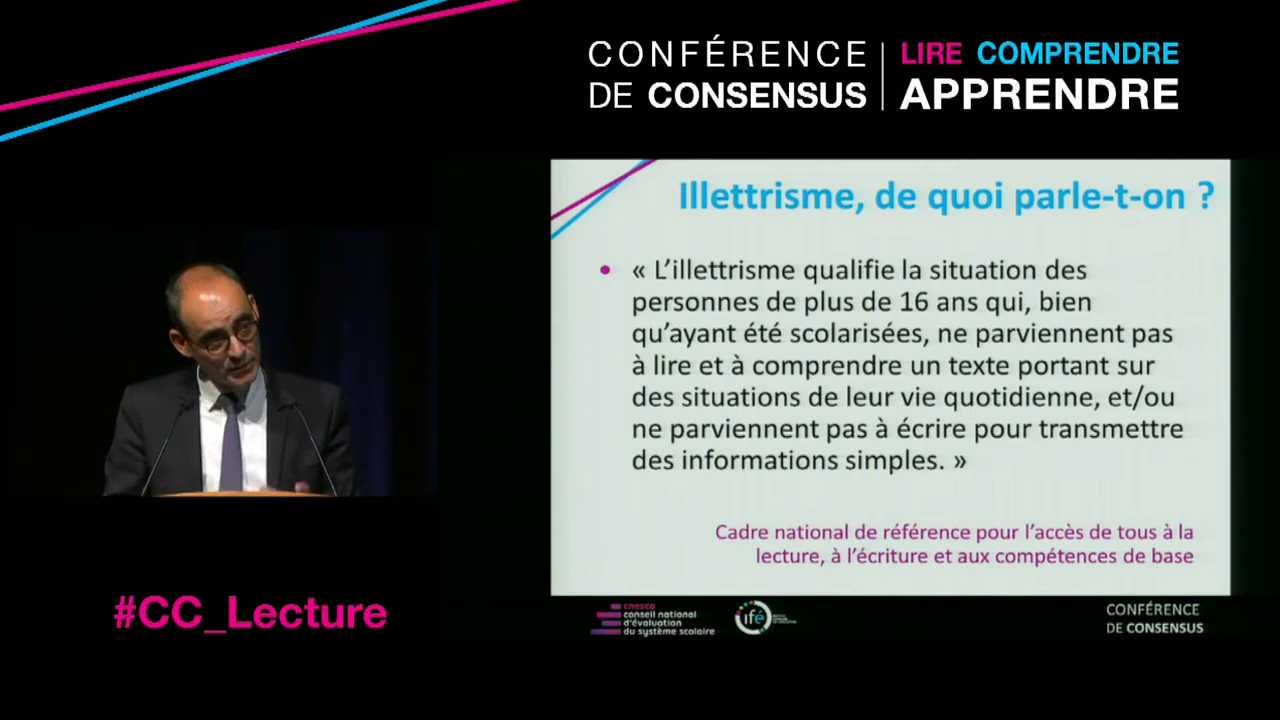 CONFÉRENCE
DE CONSENSUS
LIRE COMPRENDRE
APPRENDRE
Illettrisme, de quoi parle-t-on ?
• « L’illettrisme qualifie la situation des
personnes de plus de 16 ans qui, bien
qu’ayant été scolarisées, ne parviennent pas
à lire et à comprendre un texte portant sur
des situations de leur vie quotidienne, et/ou
ne parviennent pas à écrire pour transmettre
des informations simples. »
Cadre national de référence pour l’accès de tous à la
lecture, à l’écriture et aux compétences de base
#CC_Lecture
cnesco
conseil national
d'évaluation
du système scolaire
ifé
CONFÉRENCE
DE CONSENSUS